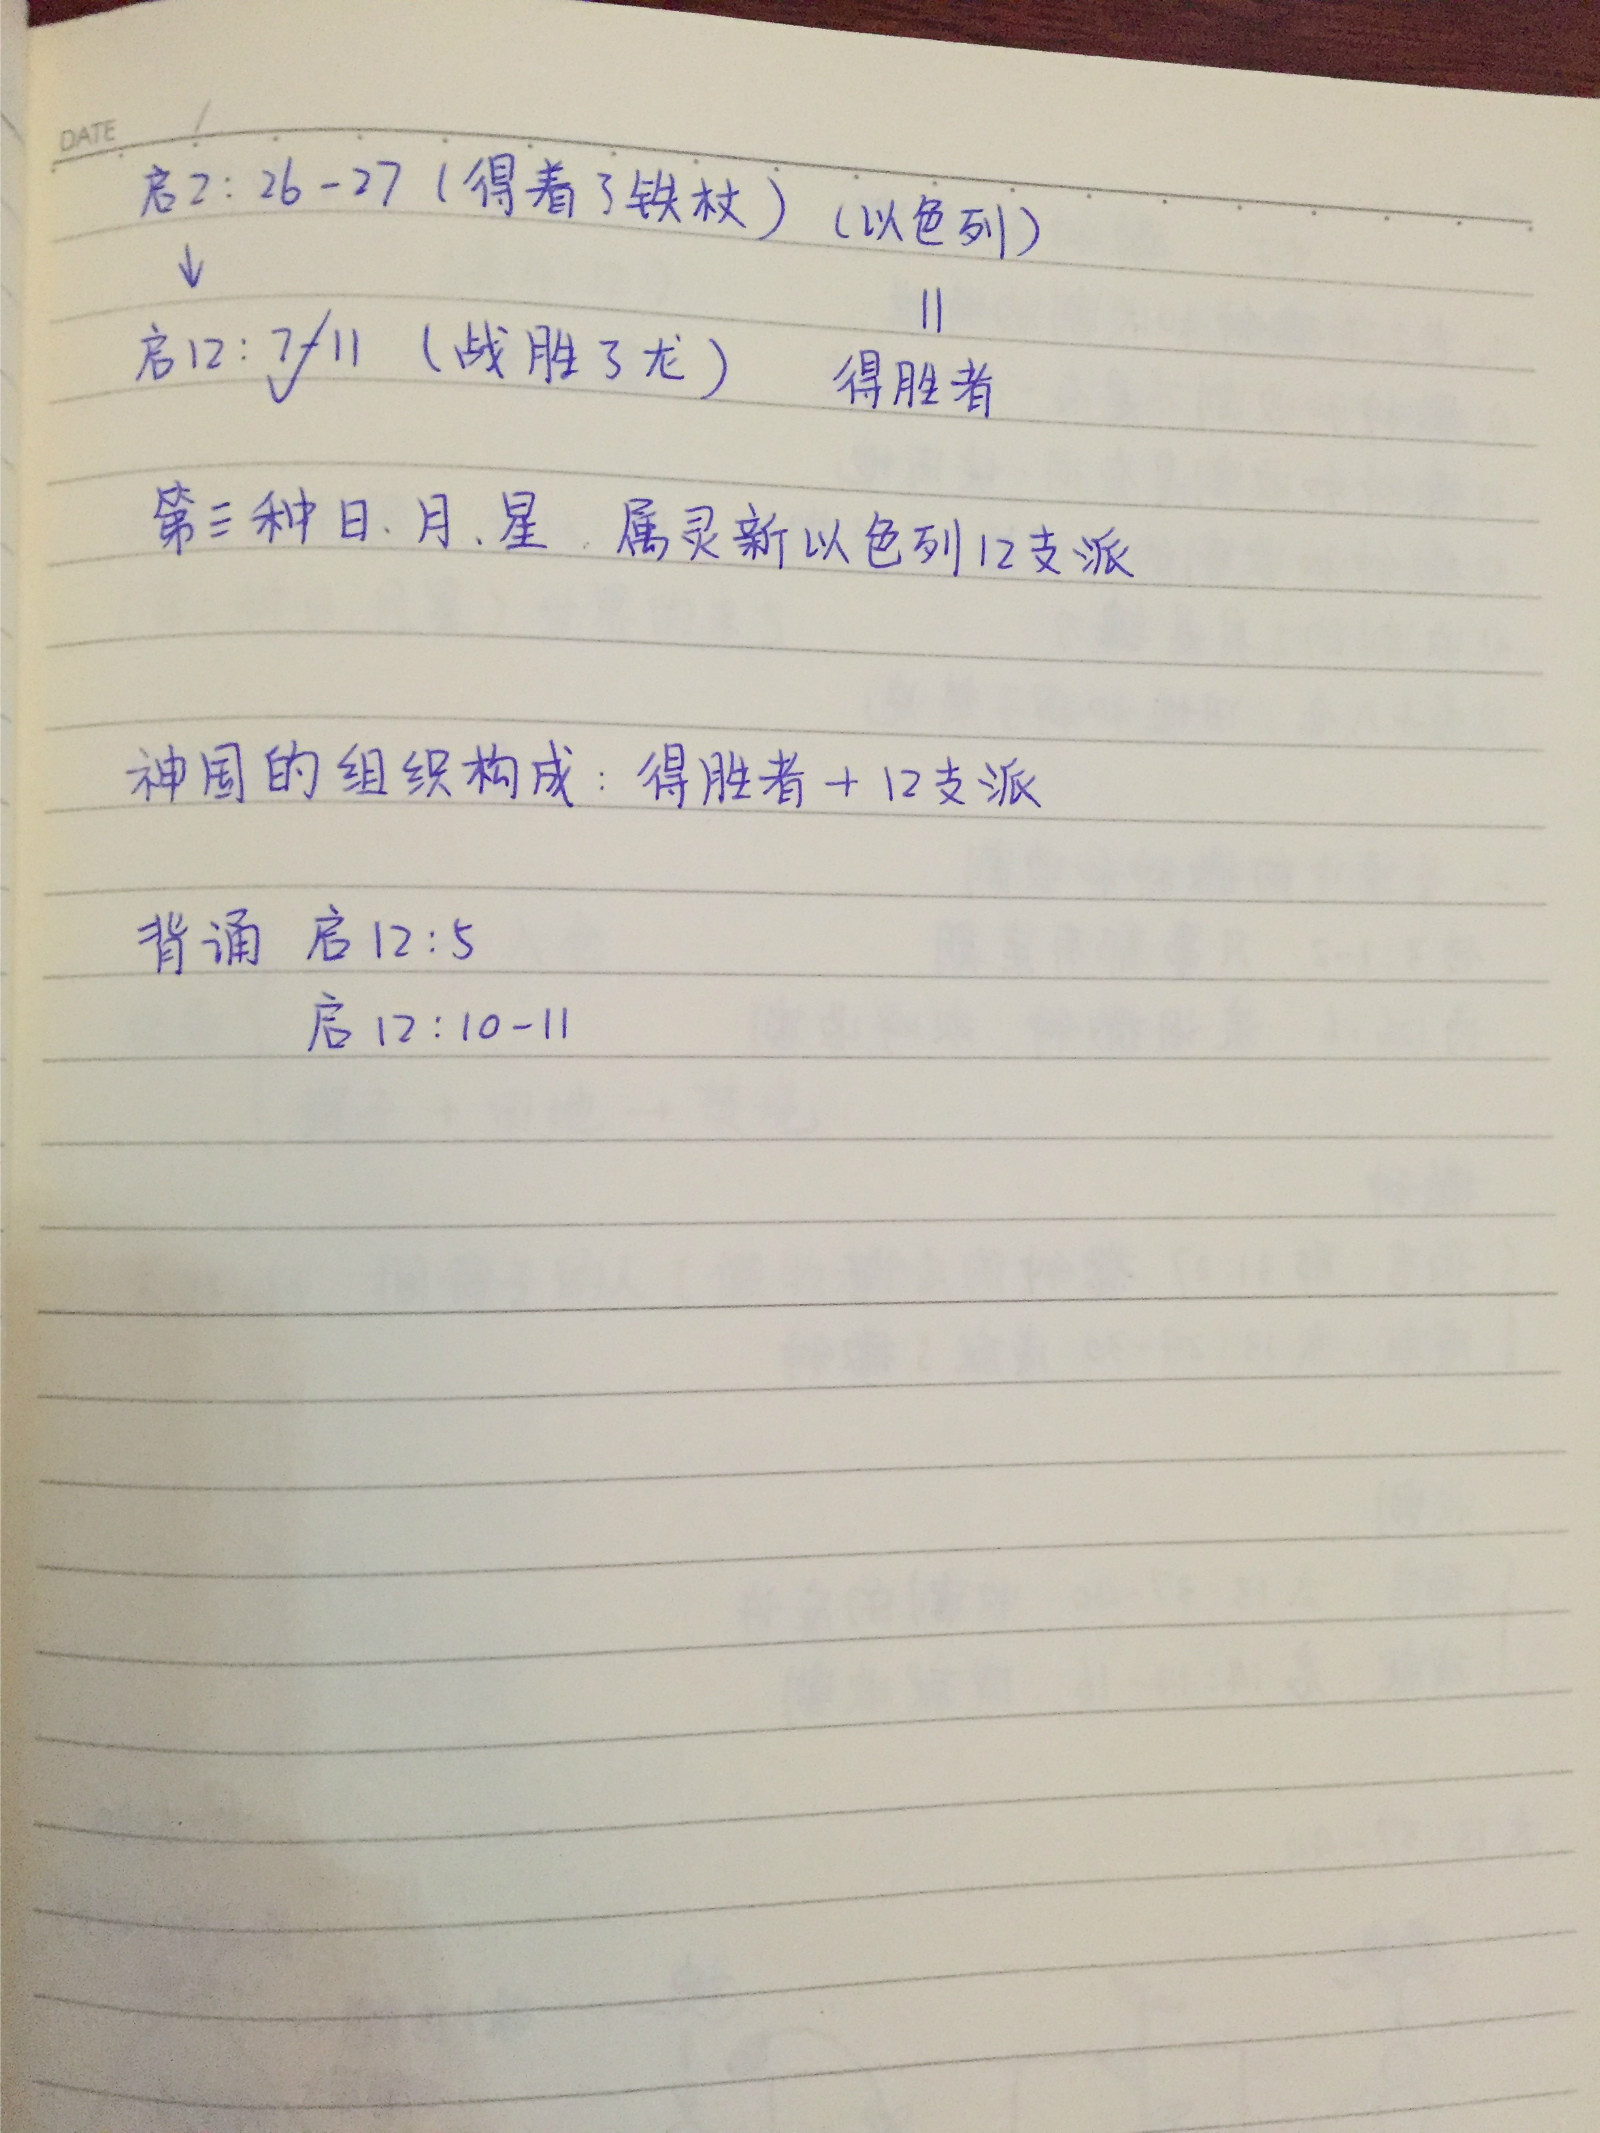 DATE
启2：26-27（得着了铁杖）（以色列）
↓ ||
启12：7-11（战胜了龙） 得胜者
第三种日、月、星. 属灵新以色列12支派
神国的组织构成：得胜者+12支派
背诵 启12:5
启12:10-11